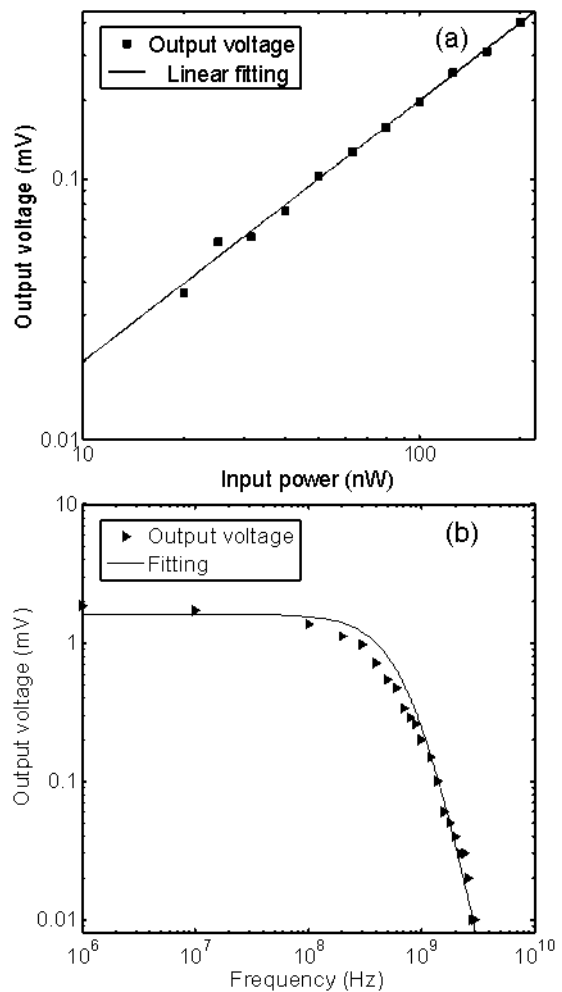 (a)
Output voltage
Linear fitting
Output voltage (mV)
0.1
0.01
10
100
Input power (nW)
(b)
Output voltage
Fitting
Output voltage (mV)
10
1
0.1
0.01
10^6
10^7
10^8
10^9
10^10
Frequency (Hz)